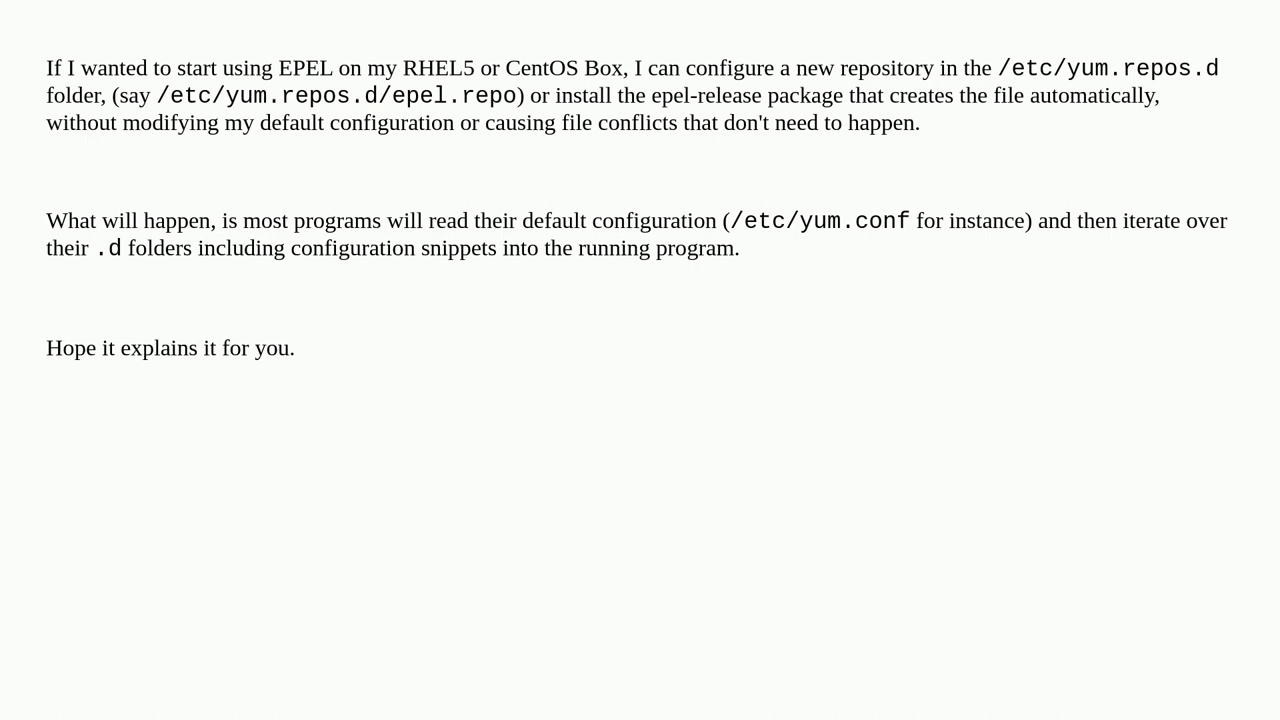 If I wanted to start using EPEL on my RHEL5 or CentOS Box, I can configure a new repository in the /etc/yum.repos.d
folder, (say /etc/yum.repos.d/epel.repo) or install the epel-release package that creates the file automatically,
without modifying my default configuration or causing file conflicts that don't need to happen.
What will happen, is most programs will read their default configuration (/etc/yum.conf for instance) and then iterate over
their .d folders including configuration snippets into the running program.
Hope it explains it for you.